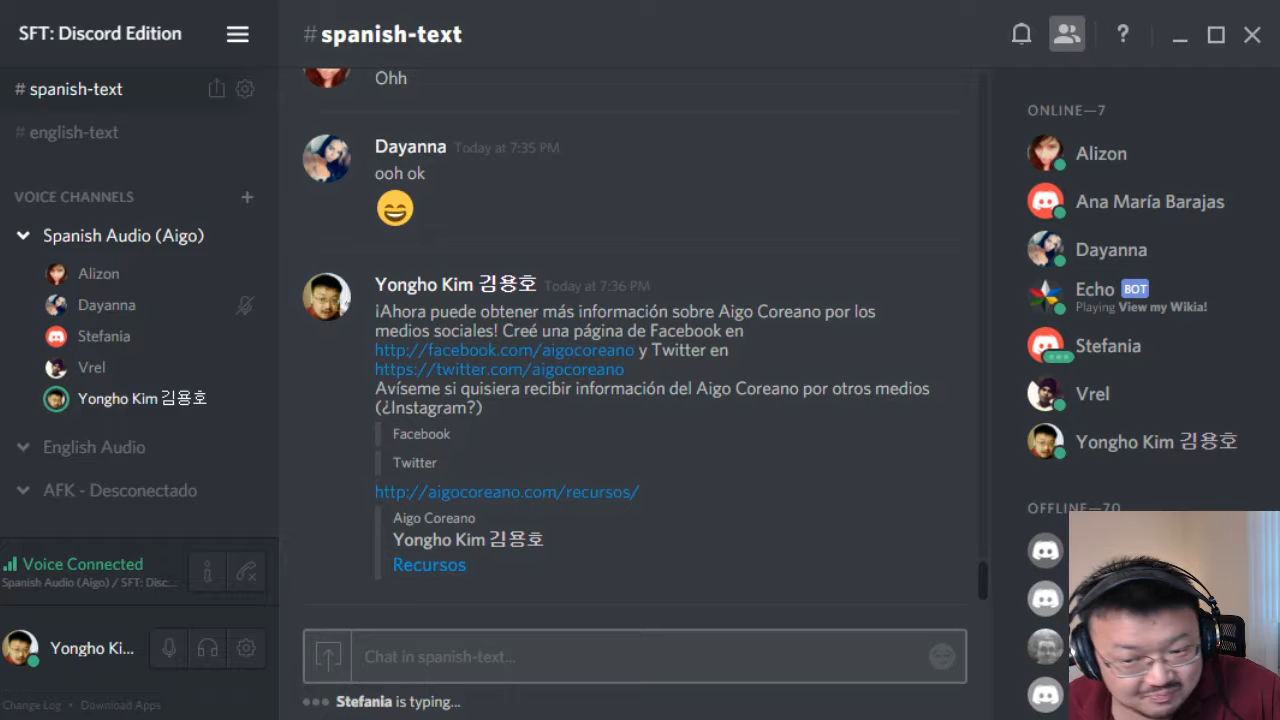 SFT: Discord Edition
# spanish-text
# english-text
VOICE CHANNELS
Spanish Audio (Aigo)
Alizon
Dayanna
Stefania
Vrel
Yongho Kim 김용호
English Audio
AFK - Desconectado
Voice Connected
Spanish Audio (Aigo) / SFT: Disc...
Yongho Ki...
Change Log • Download Apps
# spanish-text
Ohh
Dayanna Today at 7:35 PM
ooh ok
Yongho Kim 김용호 Today at 7:36 PM
¡Ahora puede obtener más información sobre Aigo Coreano por los
medios sociales! Creé una página de Facebook en
http://facebook.com/aigocoreano y Twitter en
https://twitter.com/aigocoreano
Avíseme si quisiera recibir información del Aigo Coreano por otros medios
(¿Instagram?)
Facebook
Twitter
http://aigocoreano.com/recursos/
Aigo Coreano
Yongho Kim 김용호
Recursos
Chat in spanish-text...
Stefania is typing...
?
ONLINE—7
Alizon
Ana María Barajas
Dayanna
Echo BOT
Playing View my Wikia!
Stefania
Vrel
Yongho Kim 김용호
OFFLINE—70